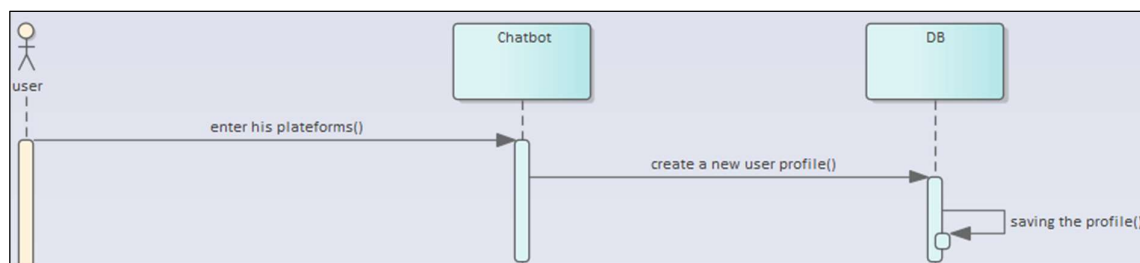 Chatbot
DB
user
enter his plateforms()
create a new user profile()
saving the profile()